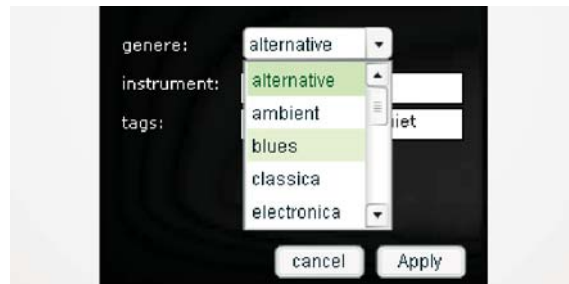 genere: alternative
instrument: alternative
ambient
tags:
blues
classica
electronica
cancel Apply